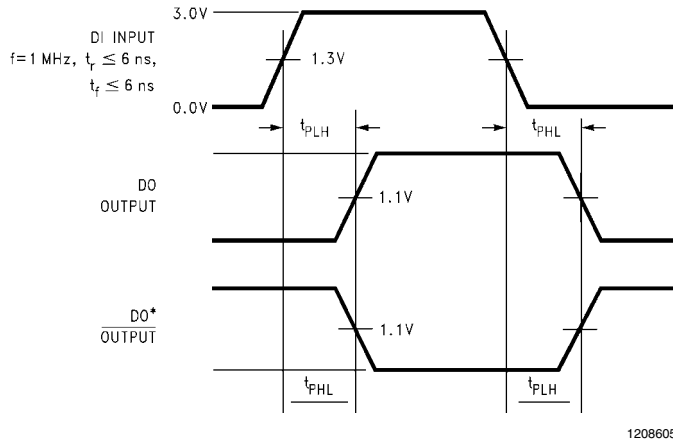 3.0V
DI INPUT
f=1 MHz, tr ≤ 6 ns,
tf ≤ 6 ns
1.3V
0.0V
tPLH
tPHL
DO
OUTPUT
1.1V
DO*
OUTPUT
1.1V
tPHL
tPLH
1208605